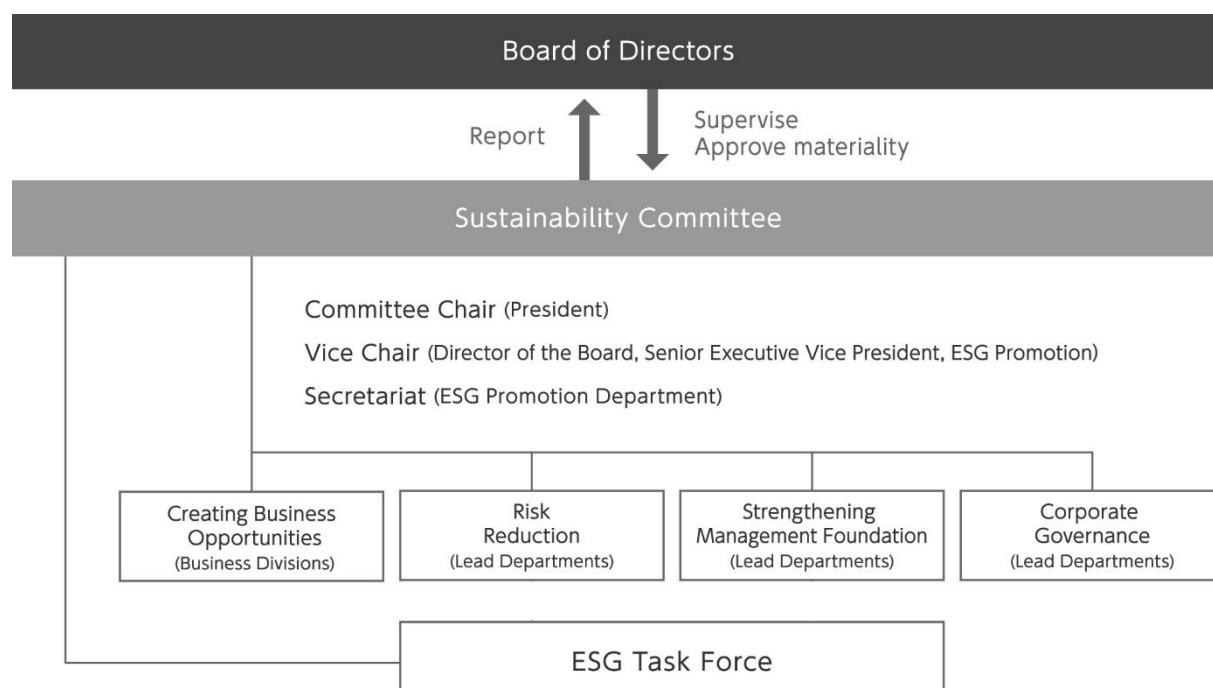 Board of Directors
Report
Supervise
Approve materiality
Sustainability Committee
Committee Chair (President)
Vice Chair (Director of the Board, Senior Executive Vice President, ESG Promotion)
Secretariat (ESG Promotion Department)
Creating Business
Opportunities
(Business Divisions)
Risk
Reduction
(Lead Departments)
Strengthening
Management Foundation
(Lead Departments)
Corporate
Governance
(Lead Departments)
ESG Task Force